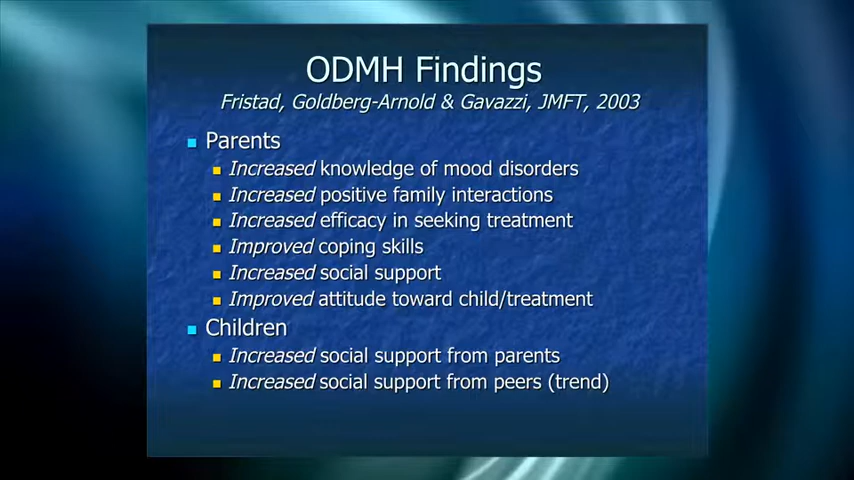 ODMH Findings
Fristad, Goldberg-Arnold & Gavazzi, JMFT, 2003
Parents
Increased knowledge of mood disorders
Increased positive family interactions
Increased efficacy in seeking treatment
Improved coping skills
Increased social support
Improved attitude toward child/treatment
Children
Increased social support from parents
Increased social support from peers (trend)